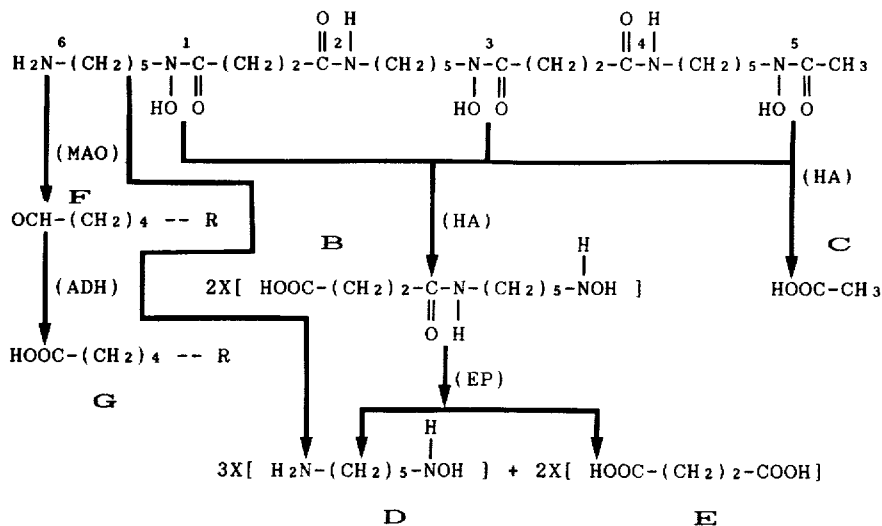 O H O H
6 1 || 2 | 3 || 4 | 5
H₂N-(CH₂)₅-N-C(CH₂)₂-C-N-(CH₂)₅-N-C(CH₂)₂-C-N-(CH₂)₅-N-C-CH₃
| || | || | ||
HO O HO O HO O
(MAO)
(HA)
F
OCH-(CH₂)₄ -- R
B
(HA)
H
|
C
(ADH)
2X[ HOOC-(CH₂)₂-C-N-(CH₂)₅-NOH ]
HOOC-CH₃
|| |
O H
HOOC-(CH₂)₄ -- R
(EP)
G
H
|
3X[ H₂N-(CH₂)₅-NOH ] + 2X[ HOOC-(CH₂)₂-COOH]
D E